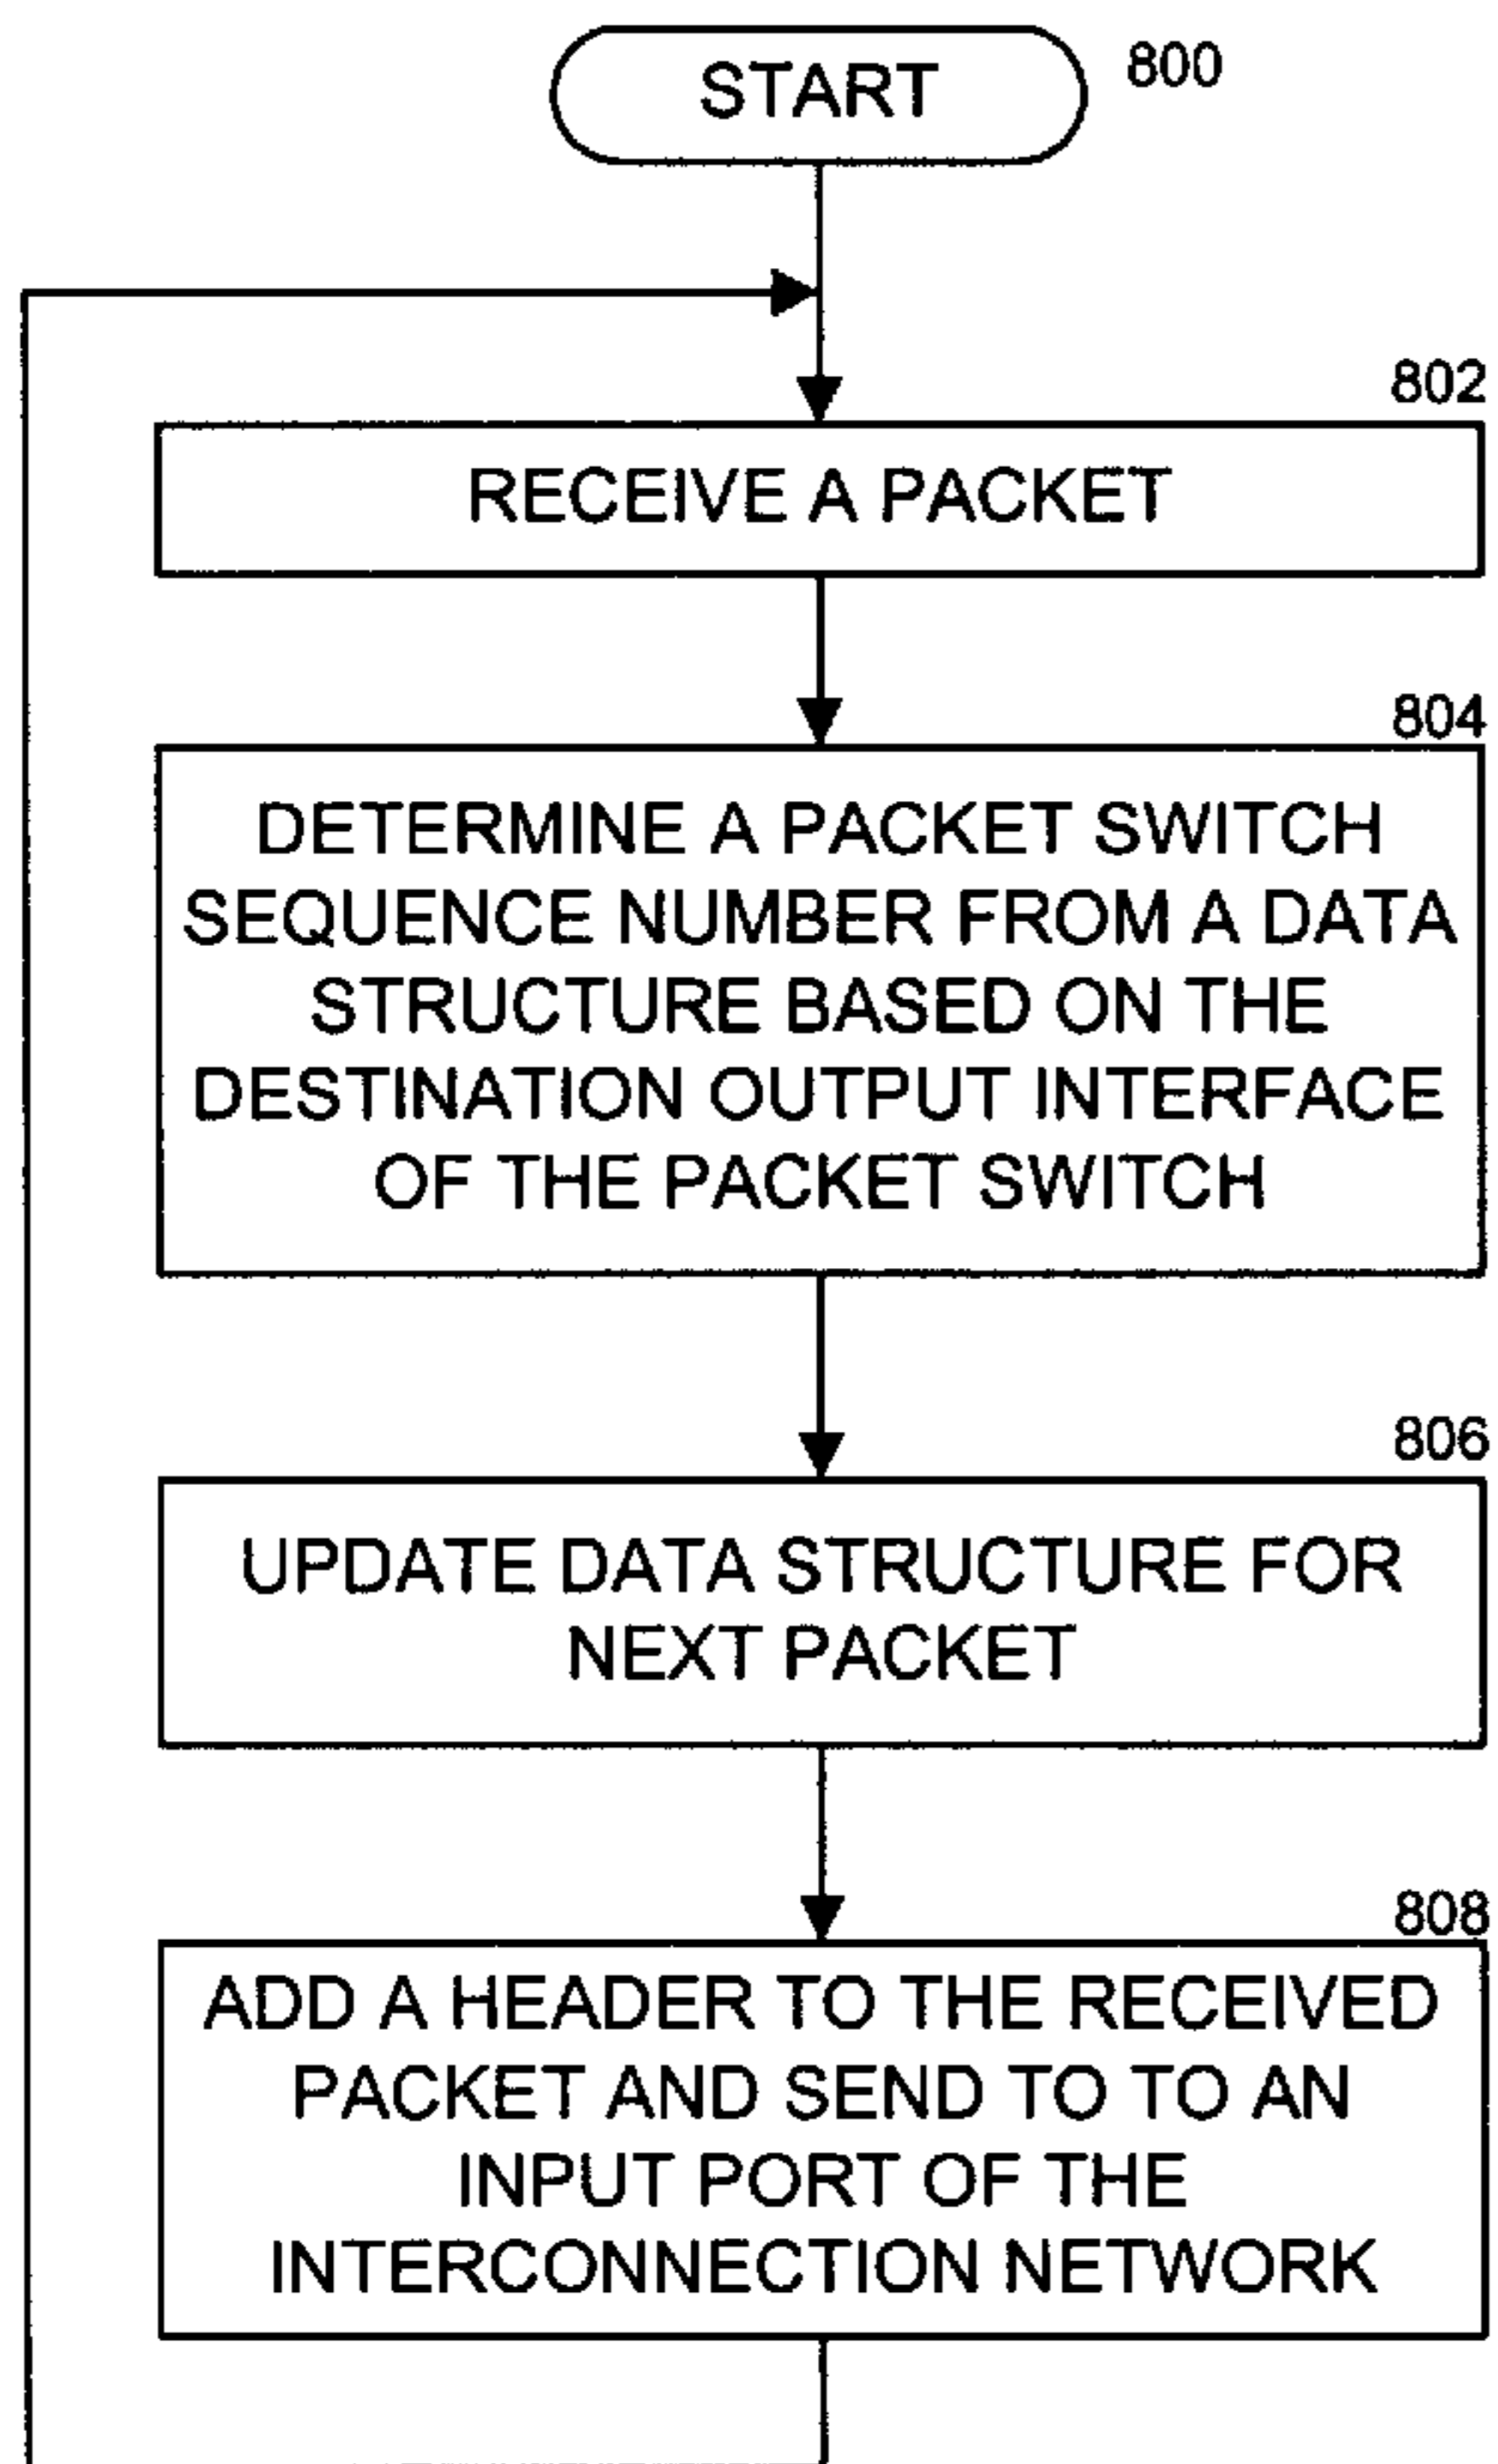 START
800
802
RECEIVE A PACKET
804
DETERMINE A PACKET SWITCH
SEQUENCE NUMBER FROM A DATA
STRUCTURE BASED ON THE
DESTINATION OUTPUT INTERFACE
OF THE PACKET SWITCH
806
UPDATE DATA STRUCTURE FOR
NEXT PACKET
808
ADD A HEADER TO THE RECEIVED
PACKET AND SEND TO TO AN
INPUT PORT OF THE
INTERCONNECTION NETWORK